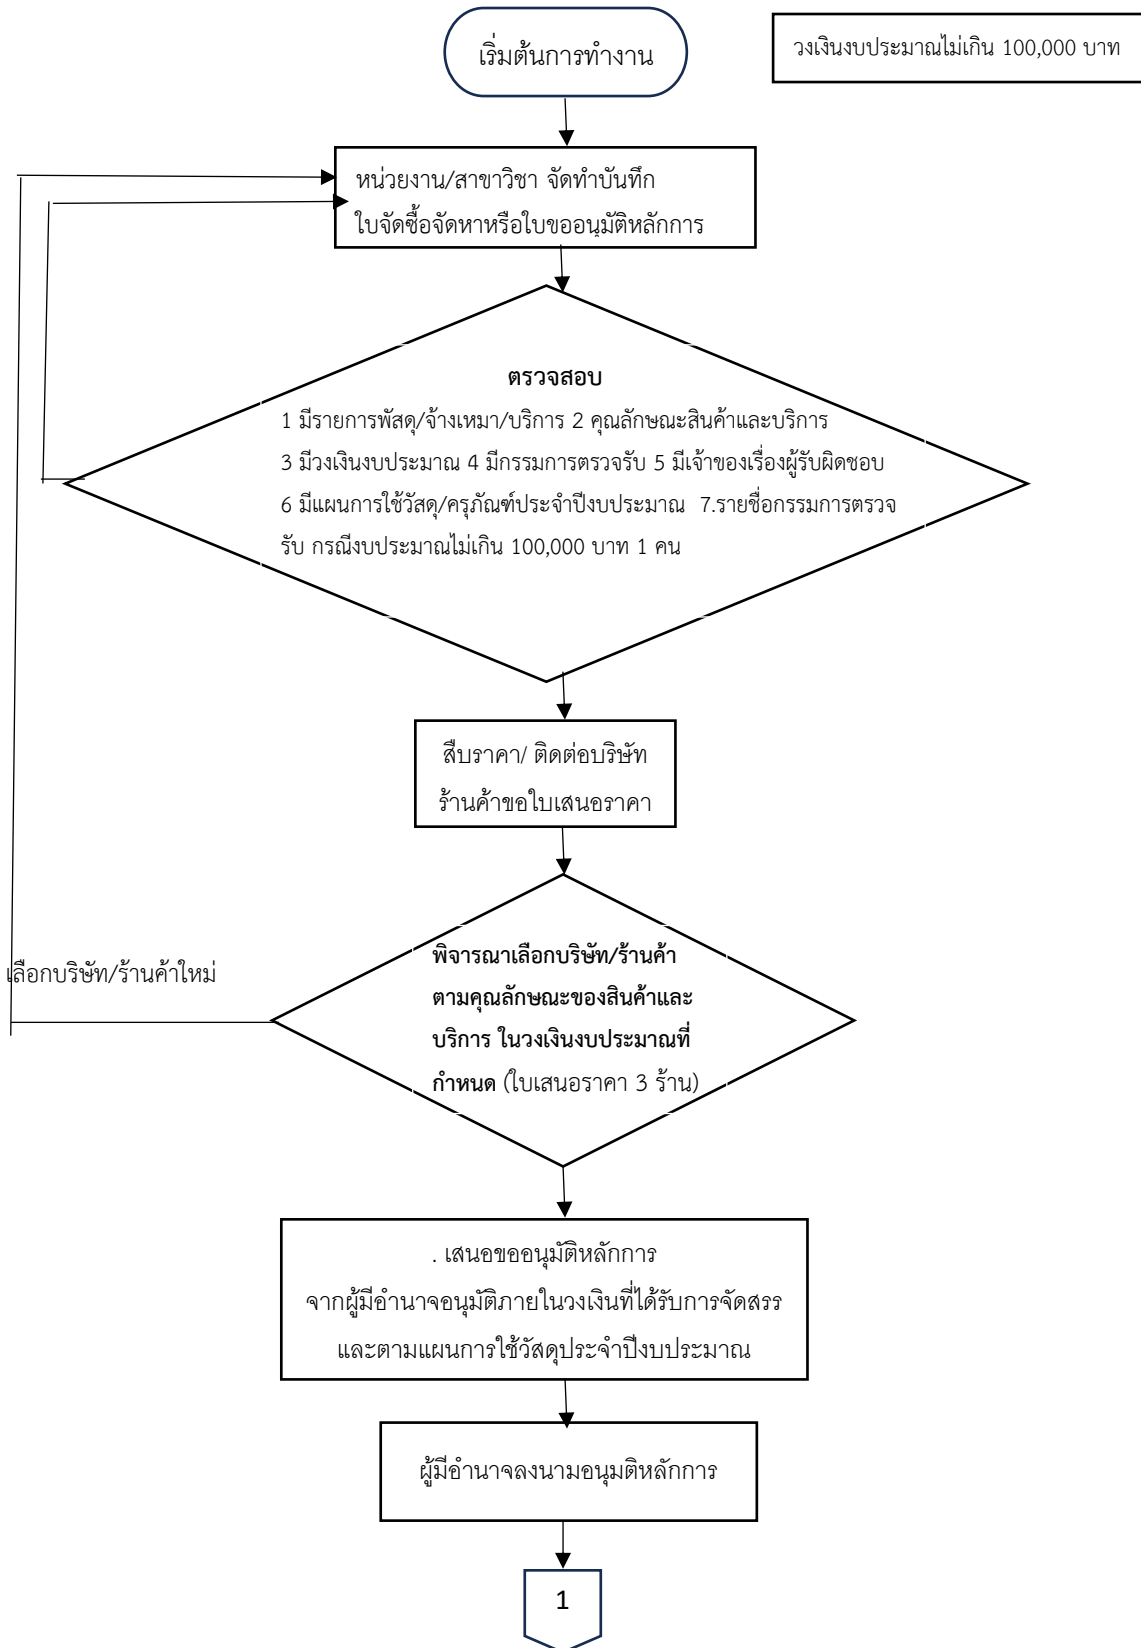 เริ่มต้นการทำงาน
วงเงินงบประมาณไม่เกิน 100,000 บาท
หน่วยงาน/สาขาวิชา จัดทำบันทึก
ใบจัดซื้อจัดหาหรือใบขออนุมัติหลักการ
ตรวจสอบ
1 มีรายการพัสดุ/จ้างเหมา/บริการ 2 คุณลักษณะสินค้าและบริการ
3 มีวงเงินงบประมาณ 4 มีกรรมการตรวจรับ 5 มีเจ้าของเรื่องผู้รับผิดชอบ
6 มีแผนการใช้วัสดุ/ครุภัณฑ์ประจำปีงบประมาณ 7.รายชื่อกรรมการตรวจ
รับ กรณีงบประมาณไม่เกิน 100,000 บาท 1 คน
สืบราคา/ ติดต่อบริษัท
ร้านค้าขอใบเสนอราคา
เลือกบริษัท/ร้านค้าใหม่
พิจารณาเลือกบริษัท/ร้านค้า
ตามคุณลักษณะของสินค้าและ
บริการ ในวงเงินงบประมาณที่
กำหนด (ใบเสนอราคา 3 ร้าน)
. เสนอขออนุมัติหลักการ
จากผู้มีอำนาจอนุมัติภายในวงเงินที่ได้รับการจัดสรร
และตามแผนการใช้วัสดุประจำปีงบประมาณ
ผู้มีอำนาจลงนามอนุมติหลักการ
1